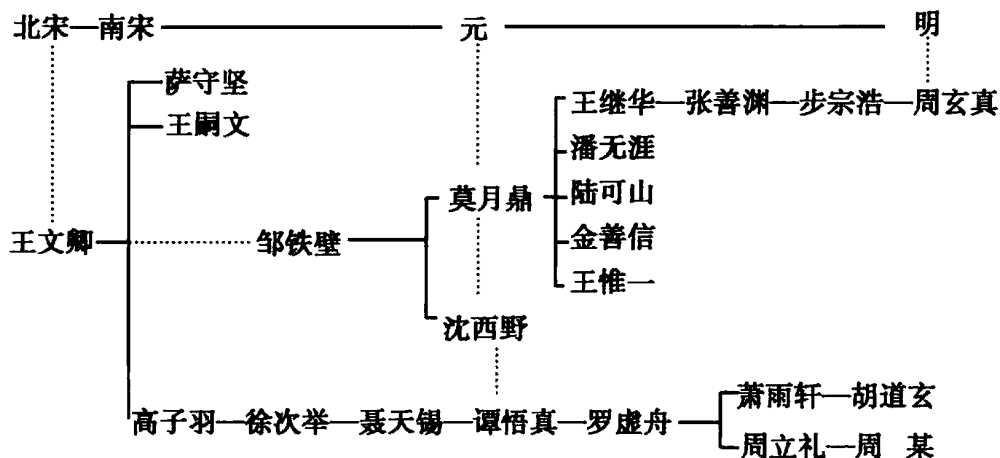 北宋—南宋 元 明
萨守坚
王继华—张善渊—步宗浩—周玄真
王嗣文
潘无涯
莫月鼎
陆可山
王文卿 邹铁壁
金善信
王惟一
沈西野
萧雨轩—胡道玄
高子羽—徐次举—聂天锡—谭悟真—罗虚舟
周立礼—周 某